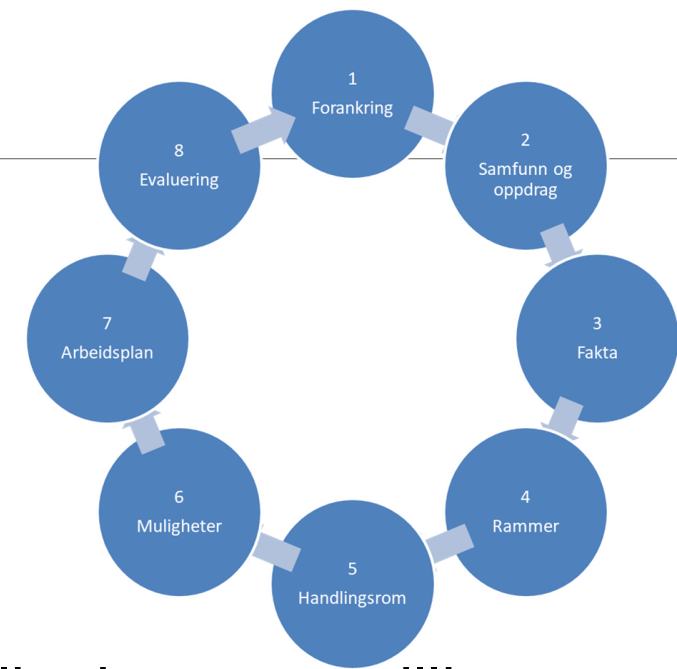 1
Forankring
2
Samfunn og
oppdrag
3
Fakta
4
Rammer
5
Handlingsrom
6
Muligheter
7
Arbeidsplan
8
Evaluering